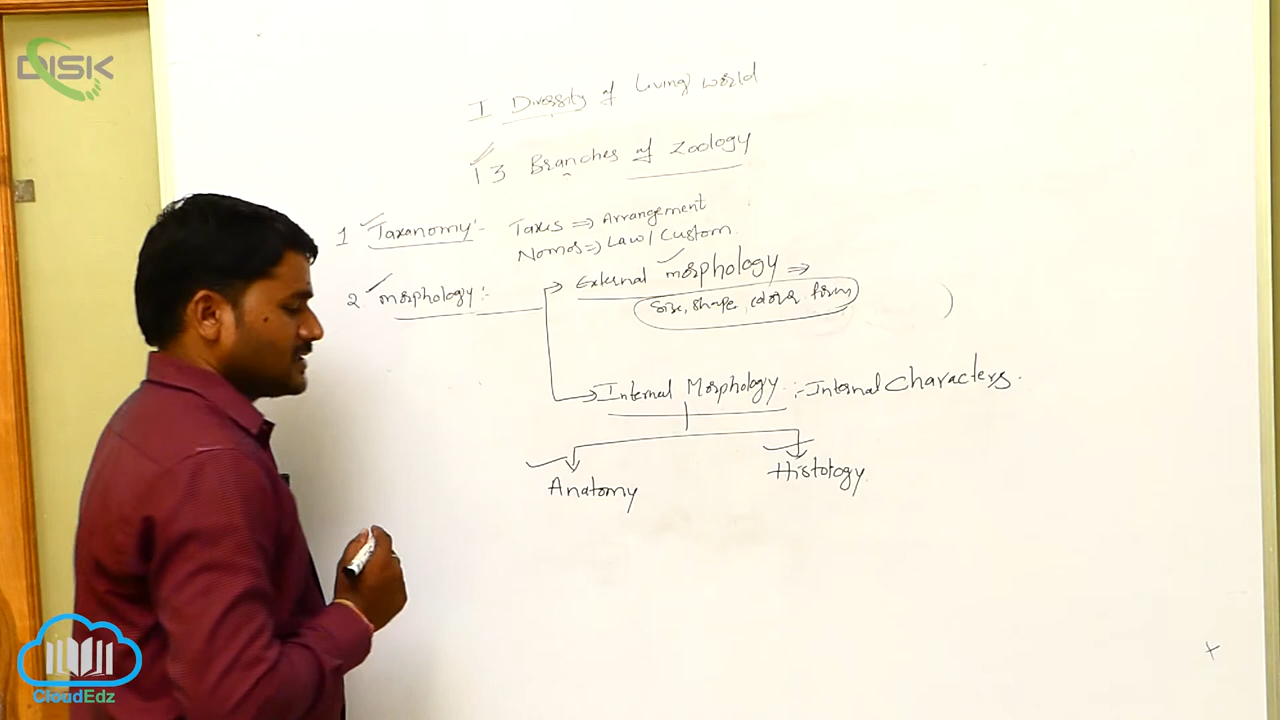 DISK
I Diversity of Living world
1.3 Branches of Zoology
1 Taxanomy:- Taxis => Arrangement
Nomos => Law / Custom.
2 morphology:- External morphology =>
Size, shape, colour form
Internal Morphology :- Internal Characters.
Anatomy Histology
CloudEdz